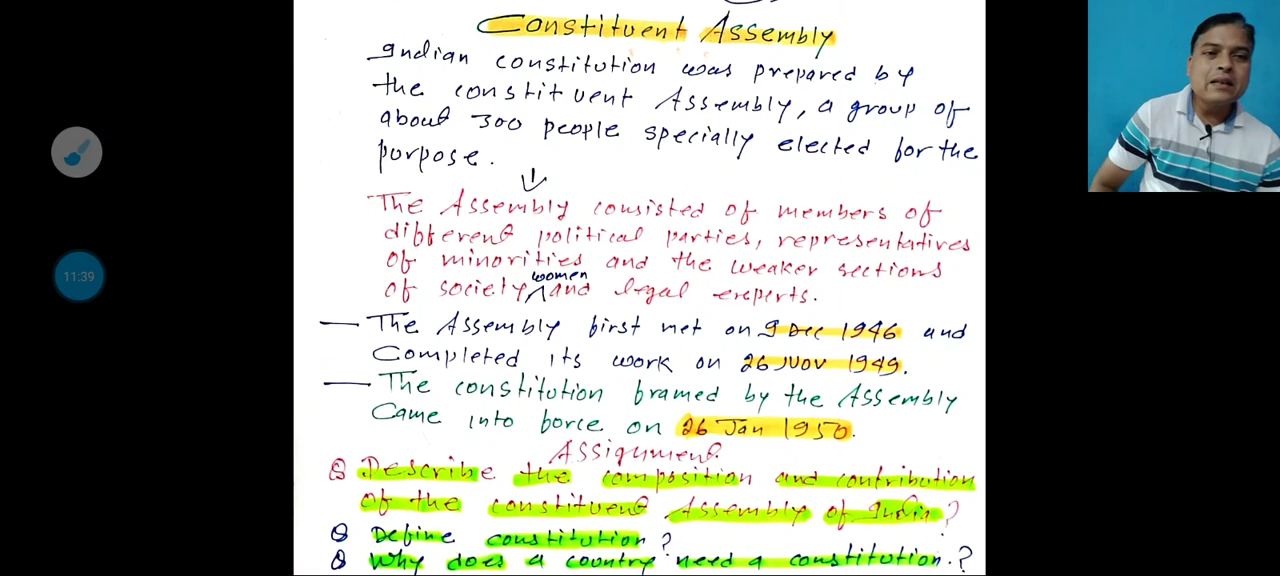 Constituent Assembly
Indian constitution was prepared by
the constituent Assembly, a group of
about 300 people specially elected for the
purpose.
The Assembly consisted of members of
different political parties, representatives
of minorities and the weaker sections
women
of society and legal experts.
— The Assembly first met on 9 Dec 1946 and
Completed its work on 26 Nov 1949.
— The constitution framed by the Assembly
Came into force on 26 Jan 1950.
Assignment
Q Describe the composition and contribution
of the constituent Assembly of India?
Q Define constitution?
Q Why does a country need a constitution.?
11:39